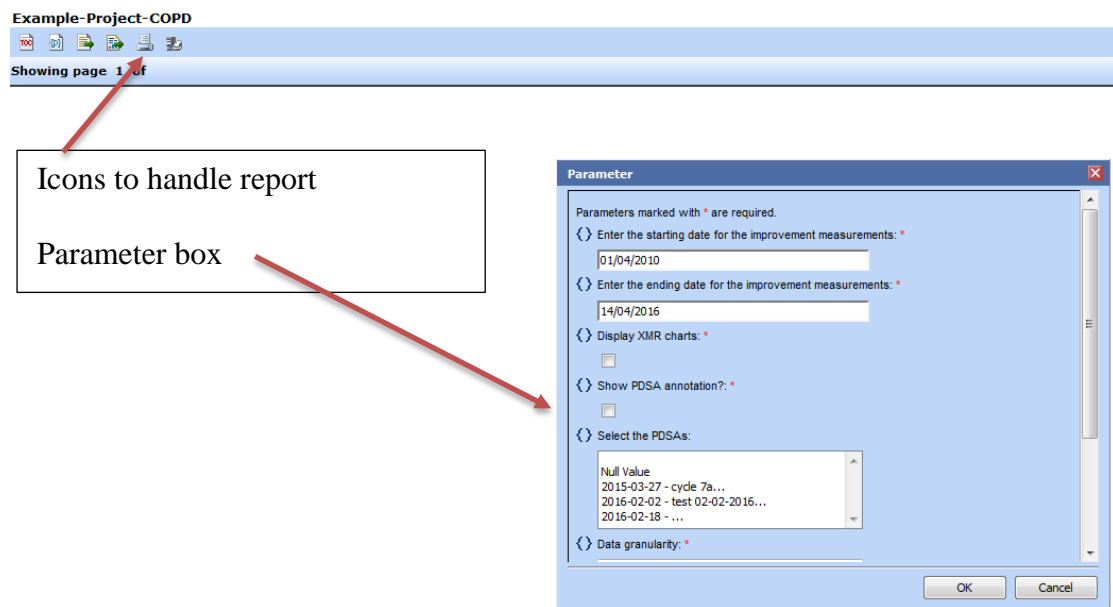 Example-Project-COPD
TOC
Showing page 1 of
Icons to handle report
Parameter box
Parameter
Parameters marked with * are required.
{} Enter the starting date for the improvement measurements: *
01/04/2010
{} Enter the ending date for the improvement measurements: *
14/04/2016
{} Display XMR charts: *
{} Show PDSA annotation?: *
{} Select the PDSAs:
Null Value
2015-03-27 - cycle 7a...
2016-02-02 - test 02-02-2016...
2016-02-18 - ...
{} Data granularity: *
OK Cancel